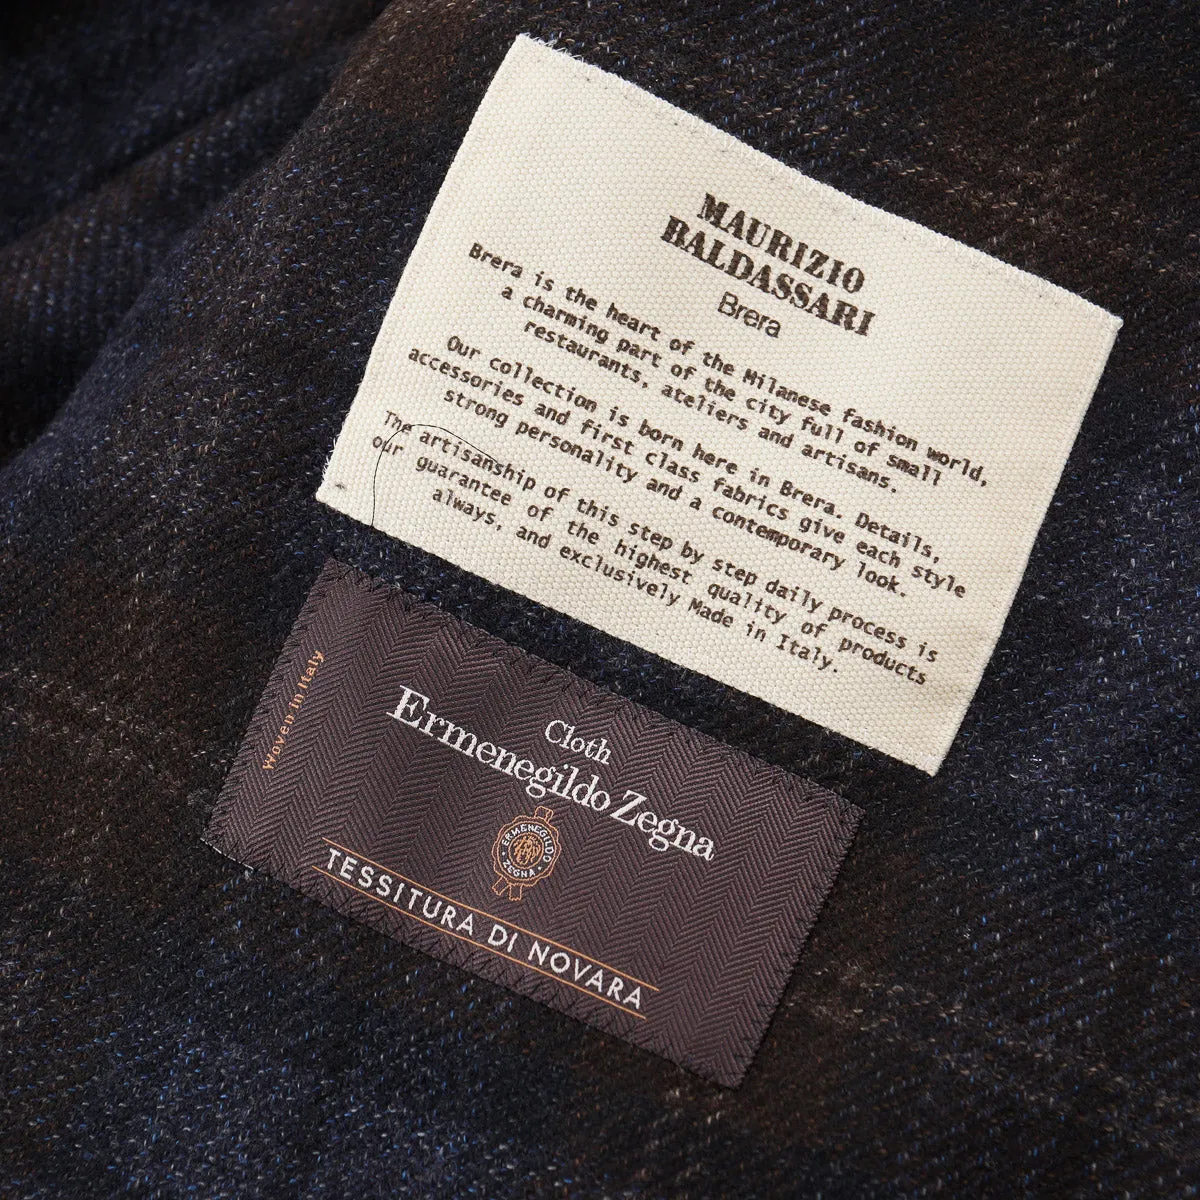 MAURIZIO
BALDASSARI
Brera
Brera is the heart of the Milanese fashion world,
a charming part of the city full of small
restaurants, ateliers and artisans.
Our collection is born here in Brera. Details,
accessories and first class fabrics give each style
strong personality and a contemporary look.
The artisanship of this step by step daily process is
our guarantee of the highest quality of products
always, and exclusively Made in Italy.
Woven in Italy
Cloth
Ermenegildo Zegna
ERMENEGILDO
ZEGNA
TESSITURA DI NOVARA